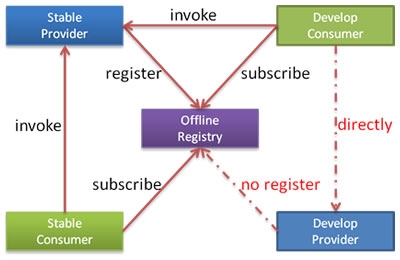 Stable
Provider
invoke
Develop
Consumer
register
subscribe
invoke
Offline
Registry
directly
subscribe
no register
Stable
Consumer
Develop
Provider